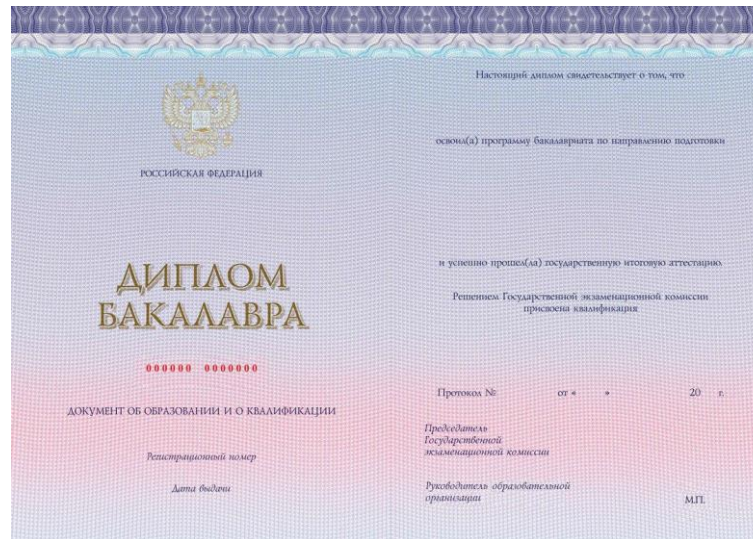 РОССИЙСКАЯ ФЕДЕРАЦИЯ
ДИПЛОМ
БАКАЛАВРА
000000 0000000
ДОКУМЕНТ ОБ ОБРАЗОВАНИИ И О КВАЛИФИКАЦИИ
Регистрационный номер
Дата выдачи
Настоящий диплом свидетельствует о том, что
освоил(а) программу бакалавриата по направлению подготовки
и успешно прошел(ла) государственную итоговую аттестацию.
Решением Государственной экзаменационной комиссии
присвоена квалификация
Протокол № от « » 20 г.
Председатель
Государственной
экзаменационной комиссии
Руководитель образовательной
организации
М.П.